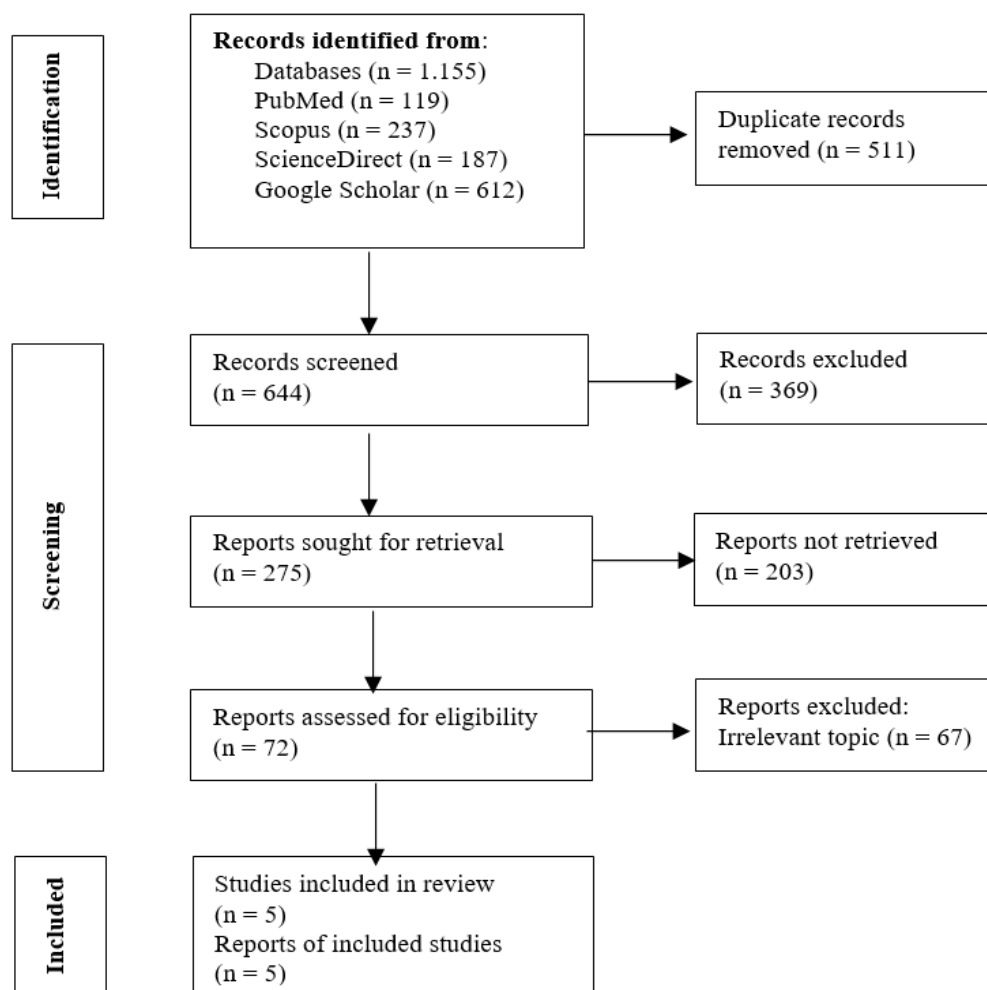 Identification
Records identified from:
Databases (n = 1.155)
PubMed (n = 119)
Scopus (n = 237)
ScienceDirect (n = 187)
Google Scholar (n = 612)
Duplicate records
removed (n = 511)
Screening
Records screened
(n = 644)
Records excluded
(n = 369)
Reports sought for retrieval
(n = 275)
Reports not retrieved
(n = 203)
Reports assessed for eligibility
(n = 72)
Reports excluded:
Irrelevant topic (n = 67)
Included
Studies included in review
(n = 5)
Reports of included studies
(n = 5)